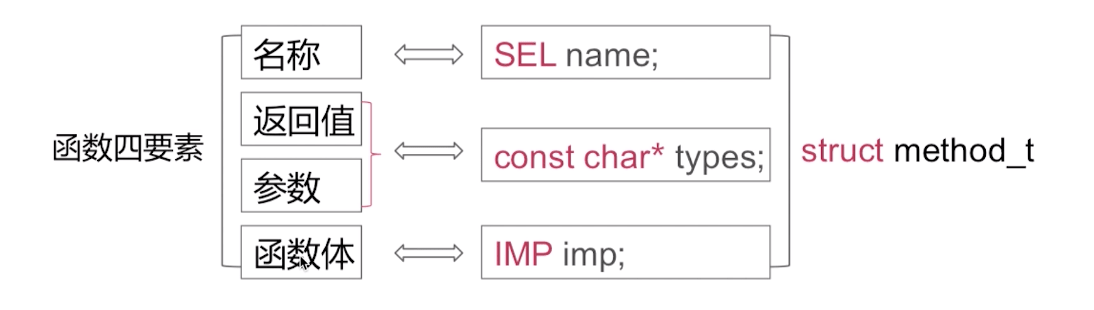 名称
SEL name;
返回值
函数四要素
const char* types;
struct method_t
参数
函数体
IMP imp;